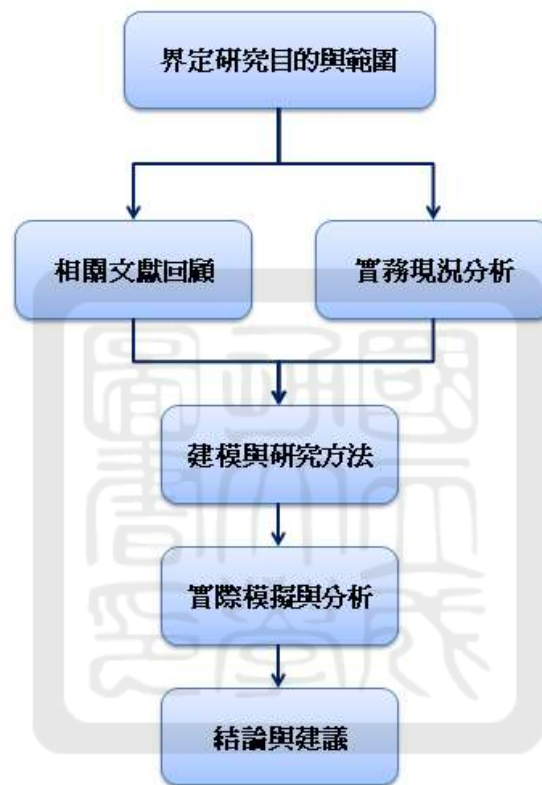 界定研究目的與範圍
相關文獻回顧
實務現況分析
建模與研究方法
實際模擬與分析
結論與建議